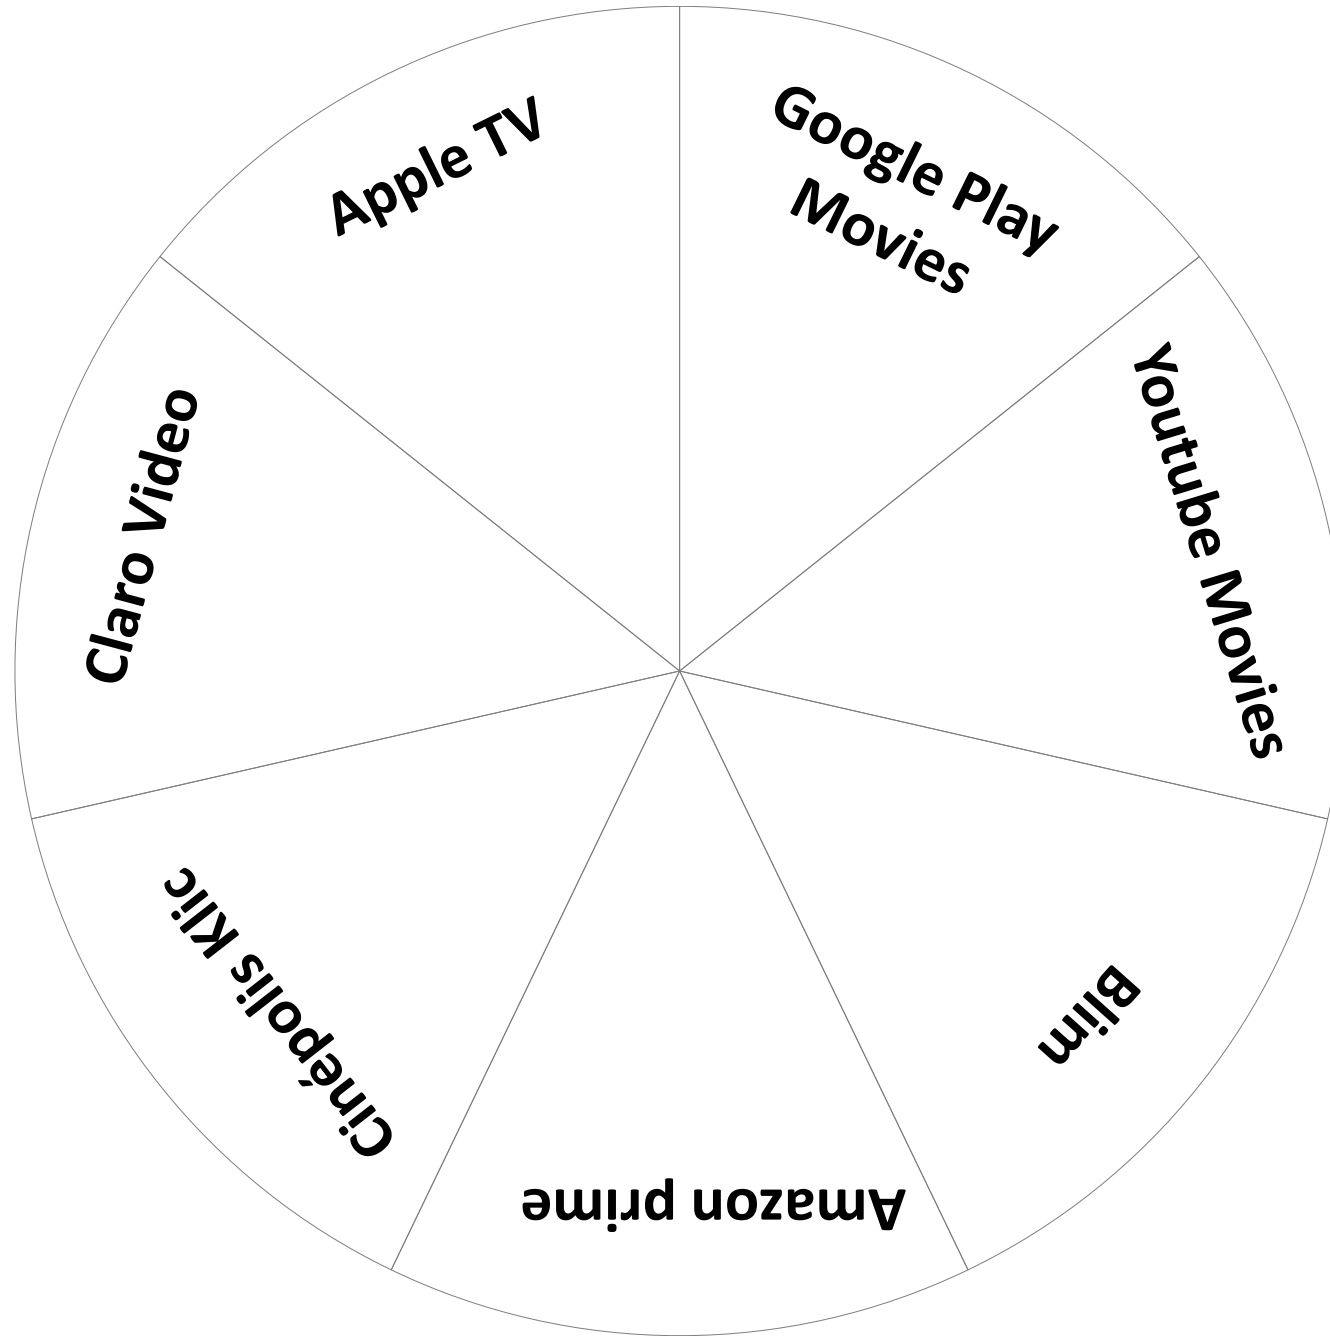 Google Play
Movies
Youtube Movies
Blim
Amazon prime
Cinépolis Klic
Claro Video
Apple TV